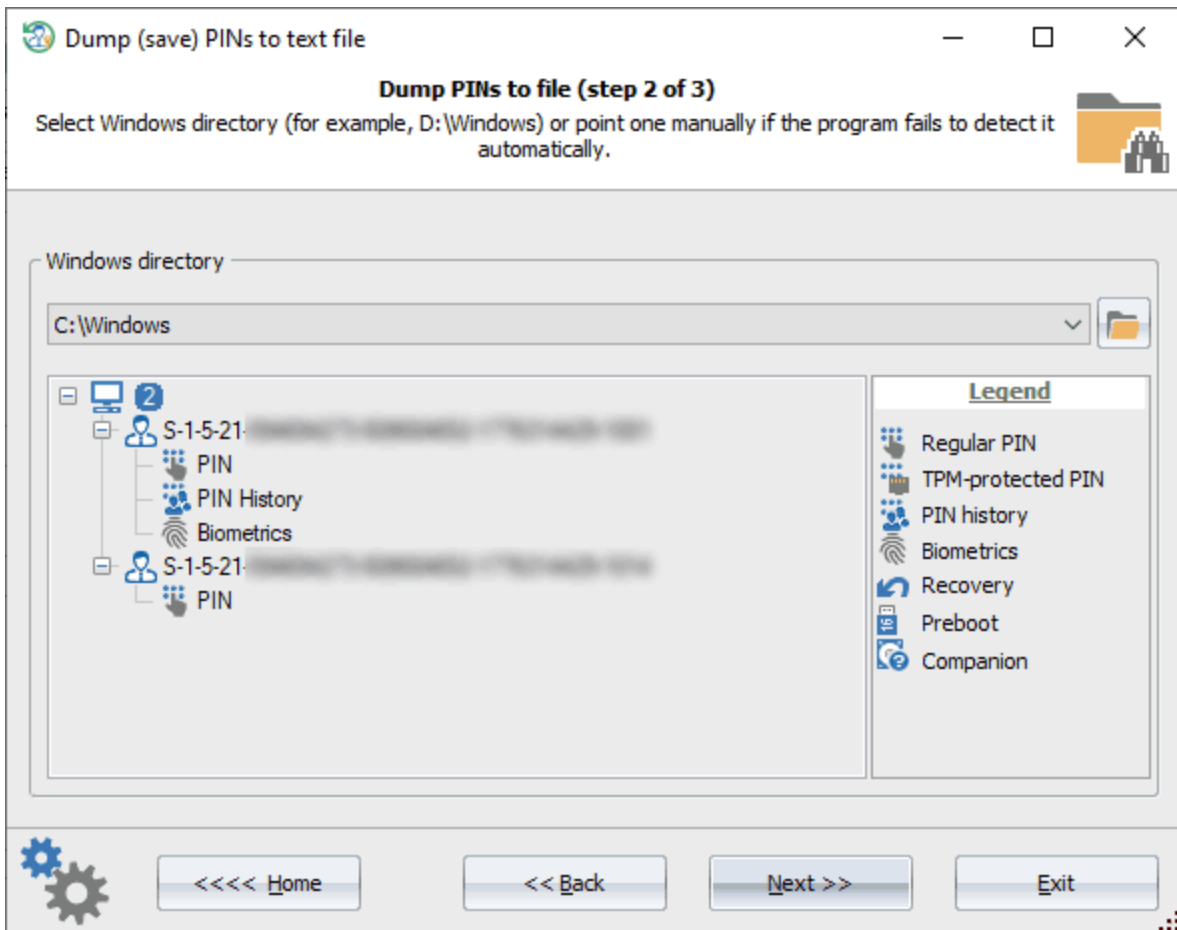 Dump (save) PINs to text file
Dump PINs to file (step 2 of 3)
Select Windows directory (for example, D:\Windows) or point one manually if the program fails to detect it
automatically.
Windows directory
C:\Windows
2
S-1-5-21-
PIN
PIN History
Biometrics
S-1-5-21-
PIN
Legend
Regular PIN
TPM-protected PIN
PIN history
Biometrics
Recovery
Preboot
Companion
<<<< Home
<< Back
Next >>
Exit